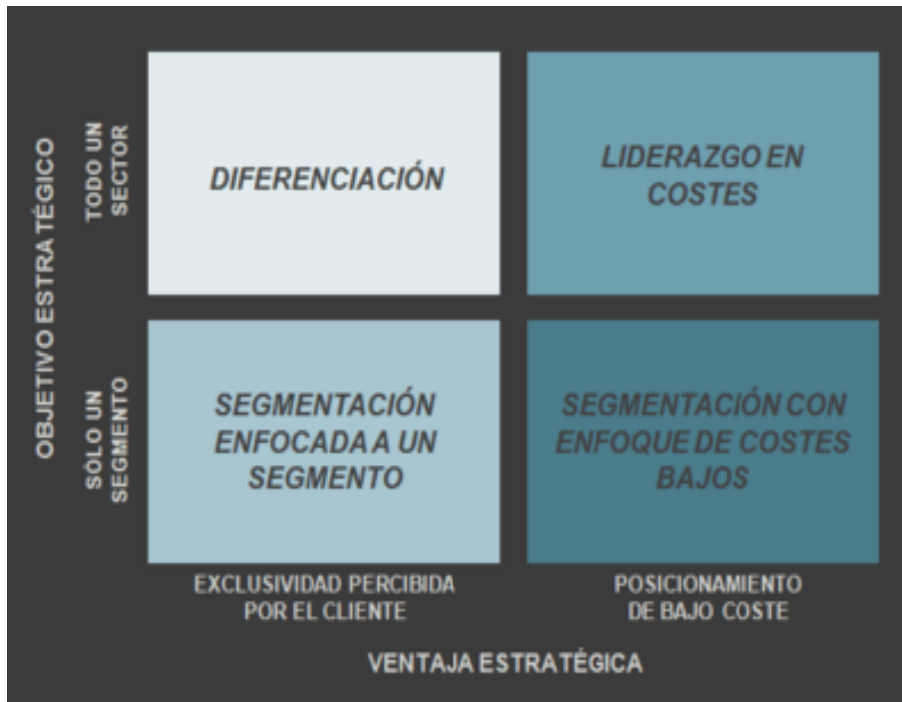 OBJETIVO ESTRATÉGICO
TODO UN
SECTOR
DIFERENCIACIÓN
LIDERAZGO EN
COSTES
SÓLO UN
SEGMENTO
SEGMENTACIÓN
ENFOCADA A UN
SEGMENTO
SEGMENTACIÓN CON
ENFOQUE DE COSTES
BAJOS
EXCLUSIVIDAD PERCIBIDA
POR EL CLIENTE
POSICIONAMIENTO
DE BAJO COSTE
VENTAJA ESTRATÉGICA